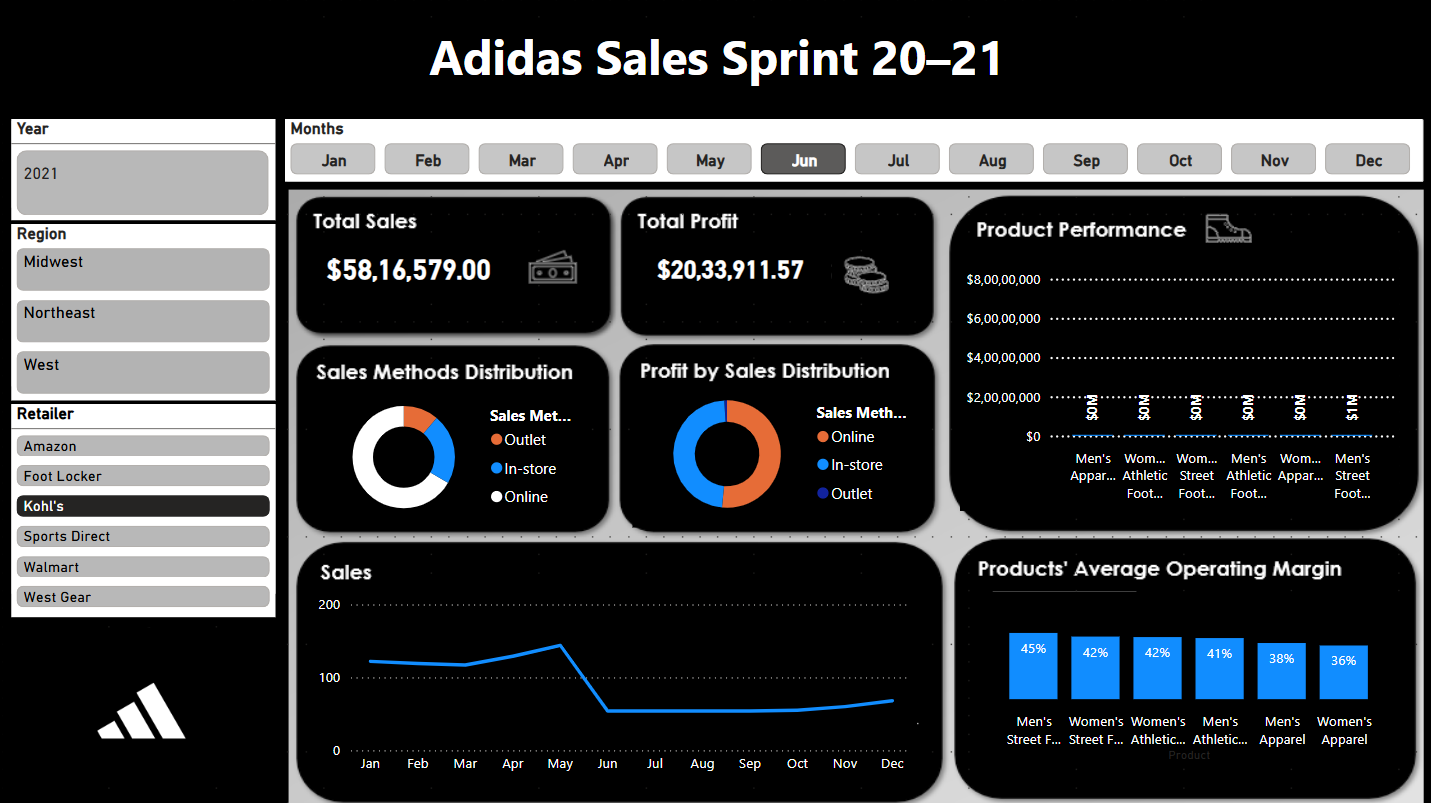 Adidas Sales Sprint 20–21
Year
2021
Region
Midwest
Northeast
West
Retailer
Amazon
Foot Locker
Kohl's
Sports Direct
Walmart
West Gear
Months
Jan Feb Mar Apr May Jun Jul Aug Sep Oct Nov Dec
Total Sales
$58,16,579.00
Total Profit
$20,33,911.57
Product Performance
$8,00,00,000
$6,00,00,000
$4,00,00,000
$2,00,00,000
$0
$0M $0M $0M $0M $0M $1M
Men's Wom... Wom... Men's Wom... Men's
Appar... Athletic Street Athletic Appar... Street
Foot... Foot... Foot... Foot...
Sales Methods Distribution
Sales Met...
Outlet
In-store
Online
Profit by Sales Distribution
Sales Meth...
Online
In-store
Outlet
Sales
200
100
0
Jan Feb Mar Apr May Jun Jul Aug Sep Oct Nov Dec
Products' Average Operating Margin
45% 42% 42% 41% 38% 36%
Men's Women's Women's Men's Men's Women's
Street F... Street F... Athletic... Athletic... Apparel Apparel
Product